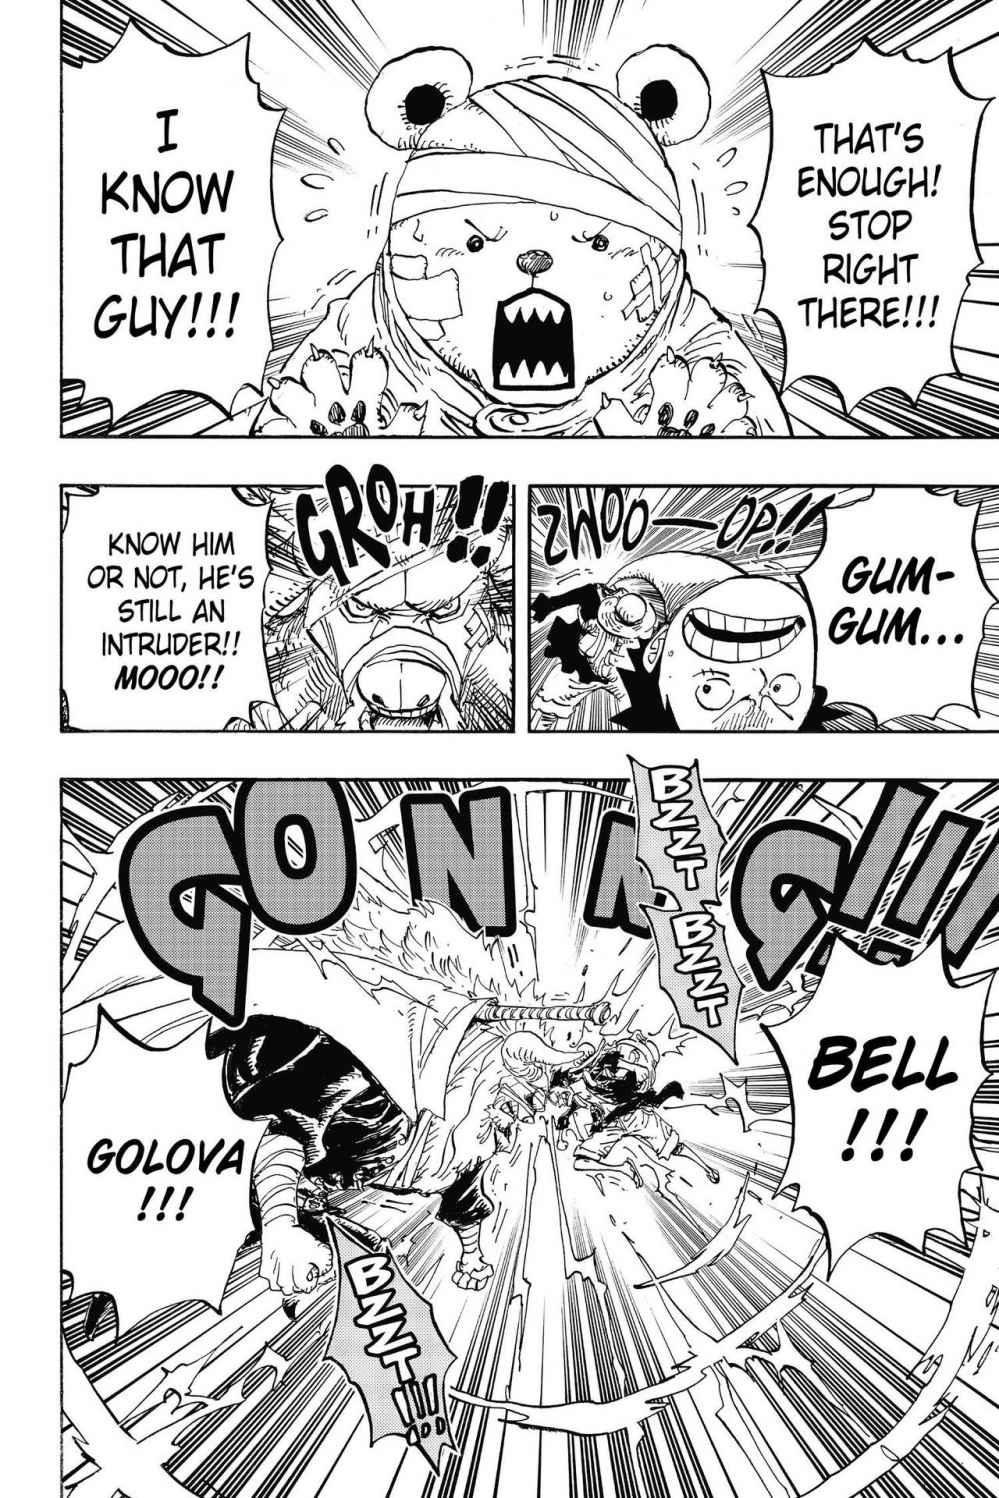 THAT'S
ENOUGH!
STOP
RIGHT
THERE!!!
I
KNOW
THAT
GUY!!!
ZWOO—OP!!
GUM-
GUM...
GROH!!
KNOW HIM
OR NOT, HE'S
STILL AN
INTRUDER!!
MOOO!!
GONNG!!!
BZZT
BZZT
BELL
!!!
GOLOVA
!!!
BZZT!!!